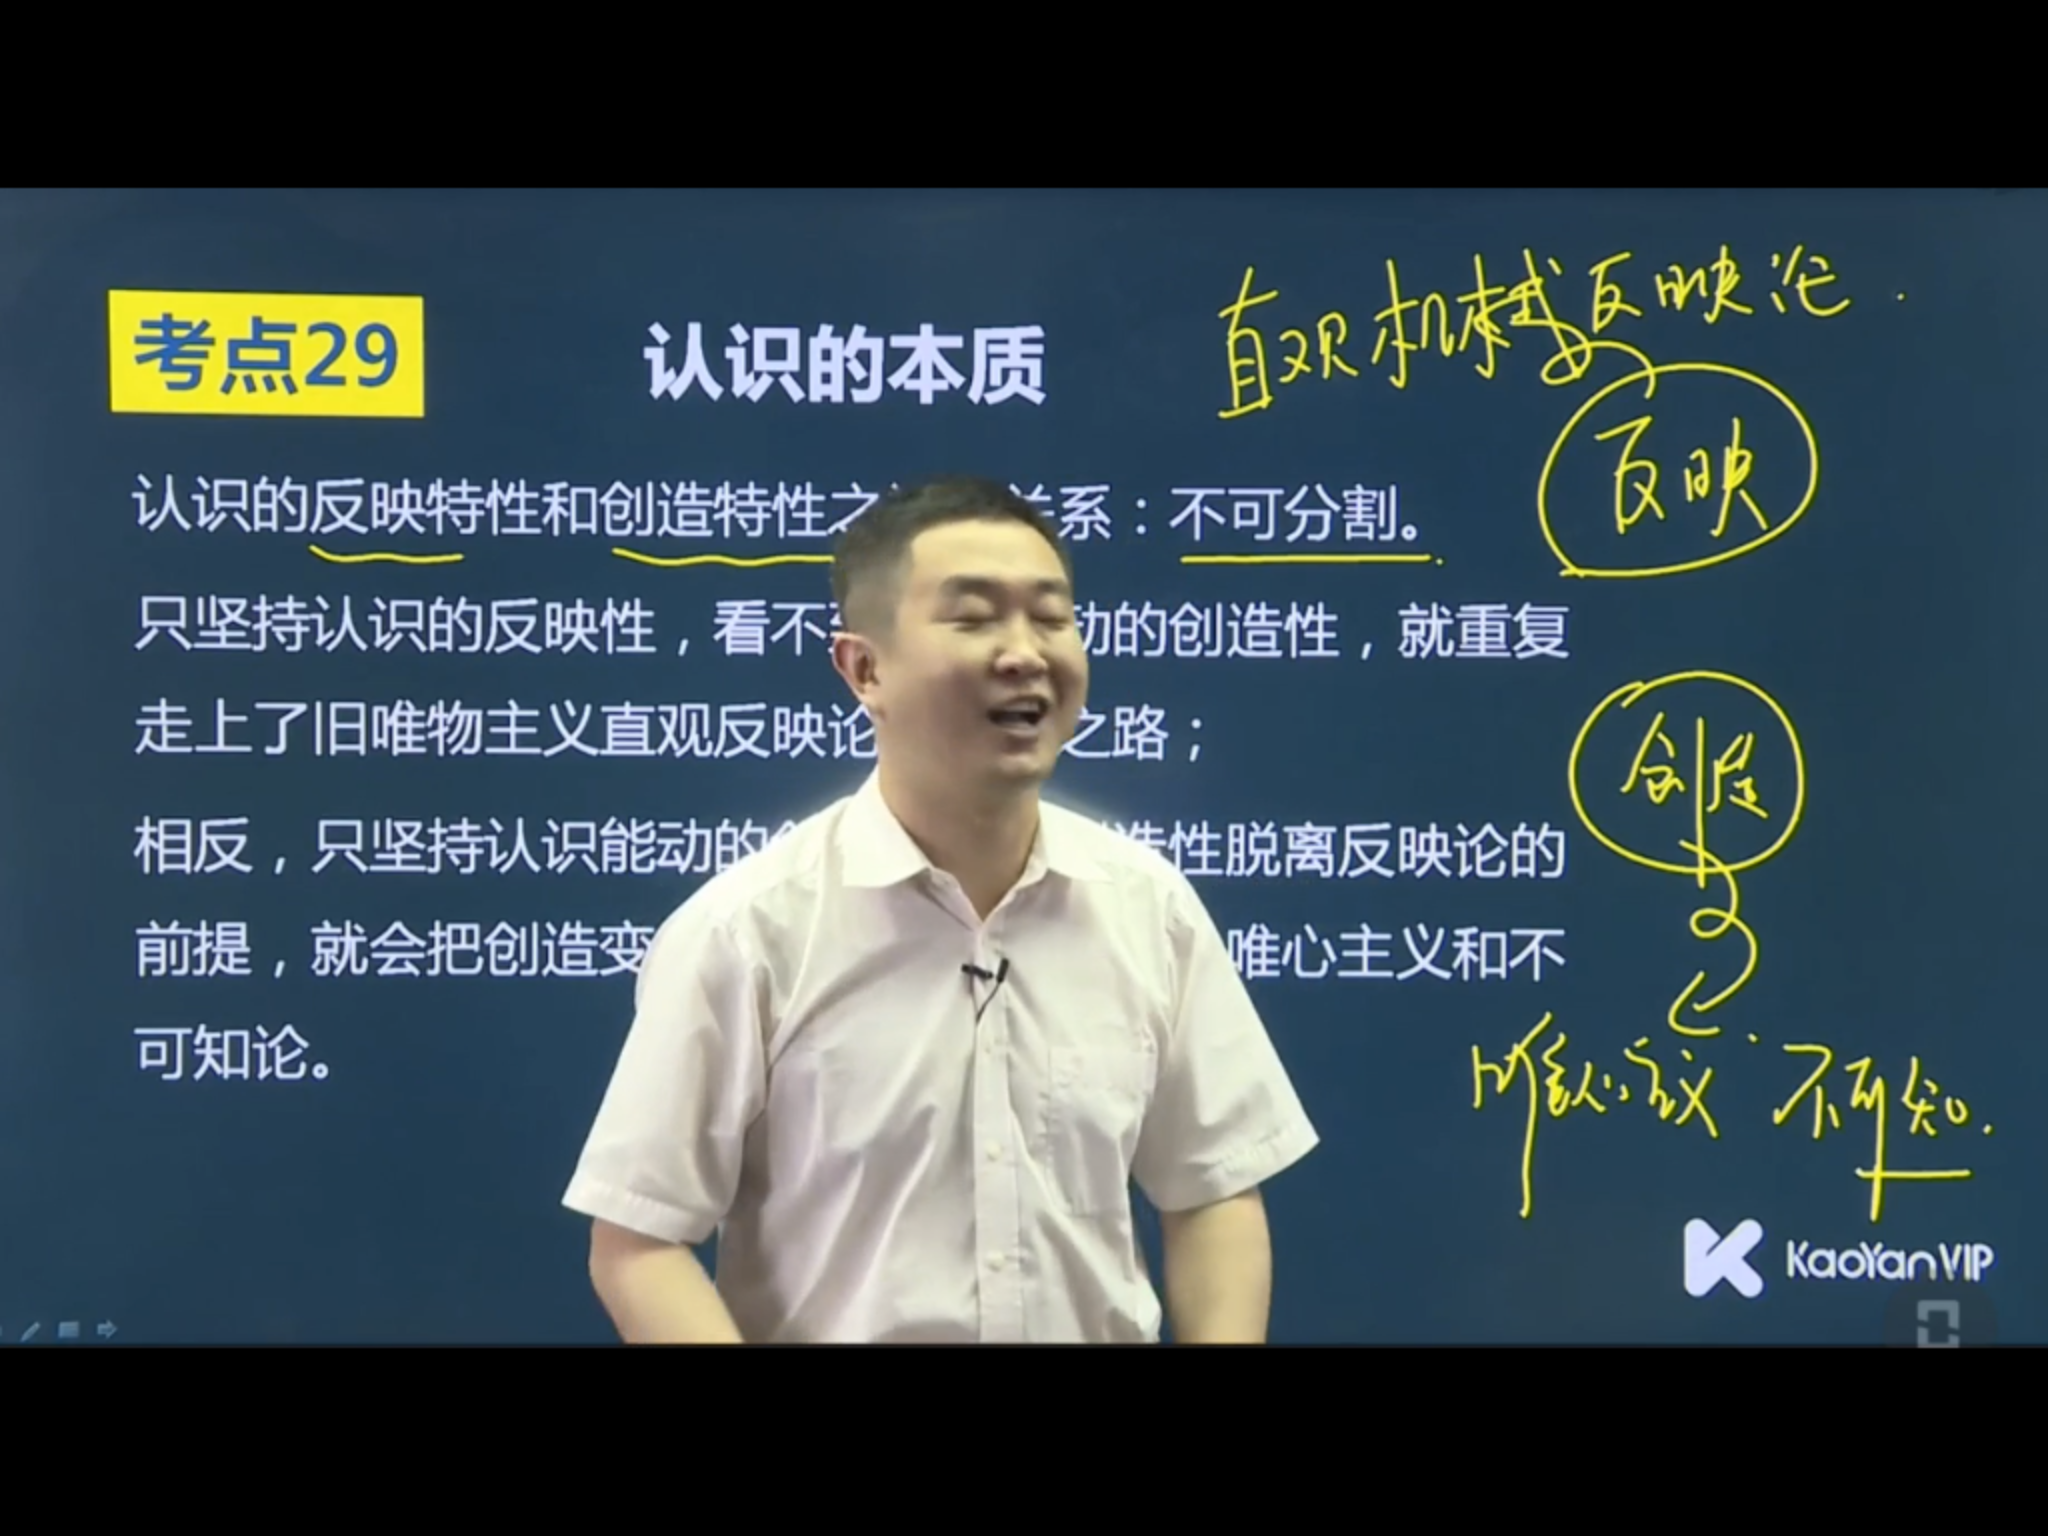 考点29
认识的本质
直观机械反映论.
反映
认识的反映特性和创造特性之 关系：不可分割。
只坚持认识的反映性，看不 动的创造性，就重复
走上了旧唯物主义直观反映论 之路；
创造
相反，只坚持认识能动的 造性脱离反映论的
前提，就会把创造变 唯心主义和不
可知论。
唯心主义 不可知.
KaoYanVIP